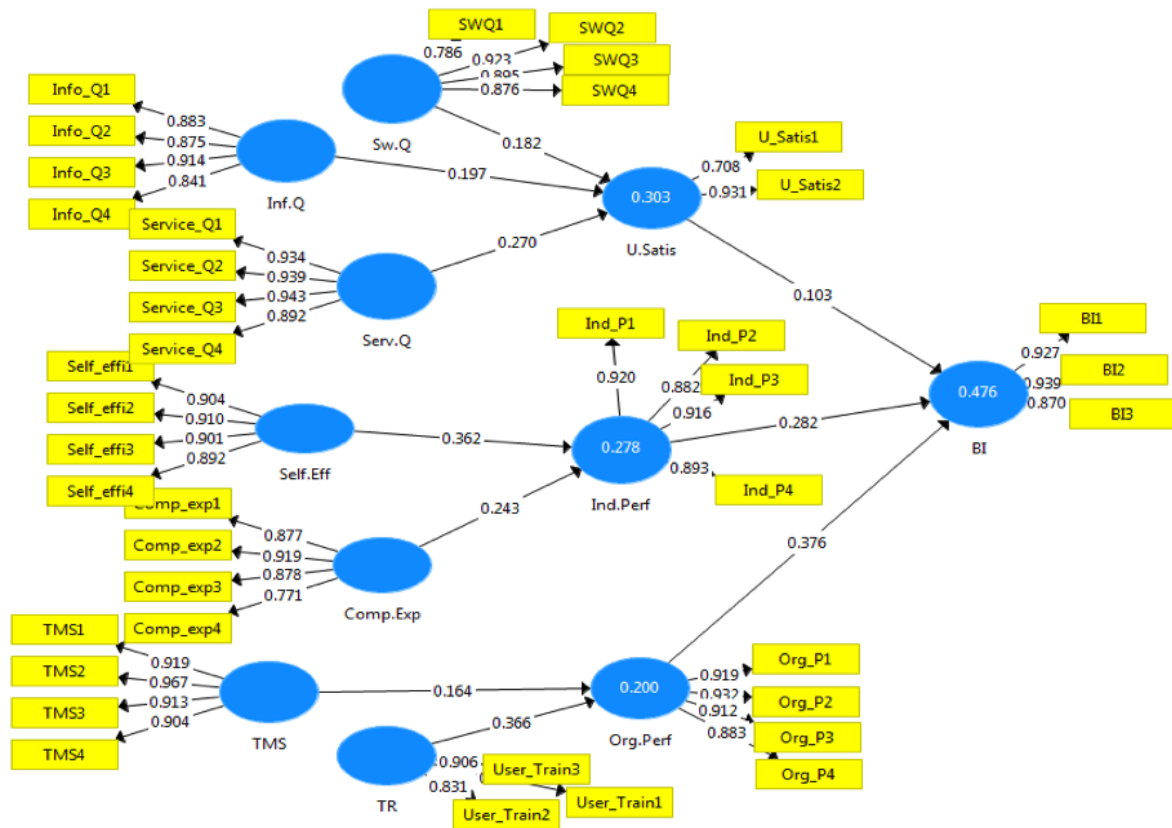 SWQ1
SWQ2
SWQ3
SWQ4
0.786
0.923
0.895
0.876
Sw.Q
Info_Q1
Info_Q2
Info_Q3
Info_Q4
0.883
0.875
0.914
0.841
Inf.Q
0.182
0.197
0.270
U_Satis1
U_Satis2
0.708
0.931
0.303
U.Satis
Service_Q1
Service_Q2
Service_Q3
Service_Q4
0.934
0.939
0.943
0.892
Serv.Q
0.103
Ind_P1
Ind_P2
Ind_P3
Ind_P4
0.920
0.882
0.916
0.893
0.278
Ind.Perf
BI1
BI2
BI3
0.927
0.939
0.870
0.476
BI
0.282
Self_effi1
Self_effi2
Self_effi3
Self_effi4
0.904
0.910
0.901
0.892
Self.Eff
0.362
0.243
Comp_exp1
Comp_exp2
Comp_exp3
Comp_exp4
0.877
0.919
0.878
0.771
Comp.Exp
0.376
TMS1
TMS2
TMS3
TMS4
0.919
0.967
0.913
0.904
TMS
0.164
0.366
0.200
Org.Perf
Org_P1
Org_P2
Org_P3
Org_P4
0.919
0.932
0.912
0.883
TR
0.906
0.831
User_Train3
User_Train1
User_Train2